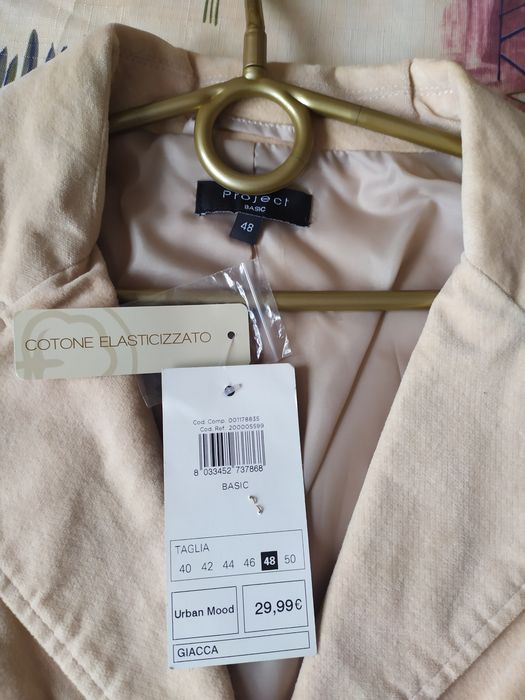 Project
BASIC
48
COTONE ELASTICIZZATO
Cod. Comp. 001178835
Cod. Ref. 200005599
8 033452 737868
BASIC
TAGLIA
40 42 44 46 48 50
Urban Mood 29,99€
GIACCA